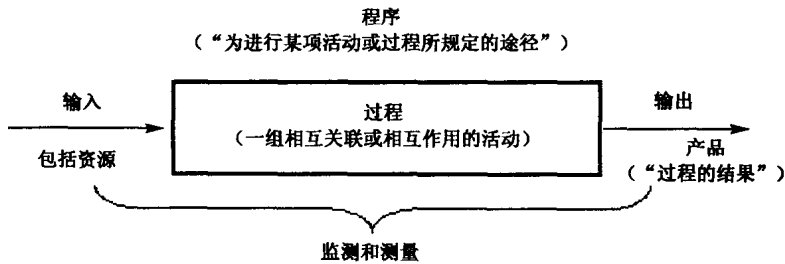 程序
（“为进行某项活动或过程所规定的途径”）
输入
包括资源
过程
（一组相互关联或相互作用的活动）
输出
产品
（“过程的结果”）
监测和测量